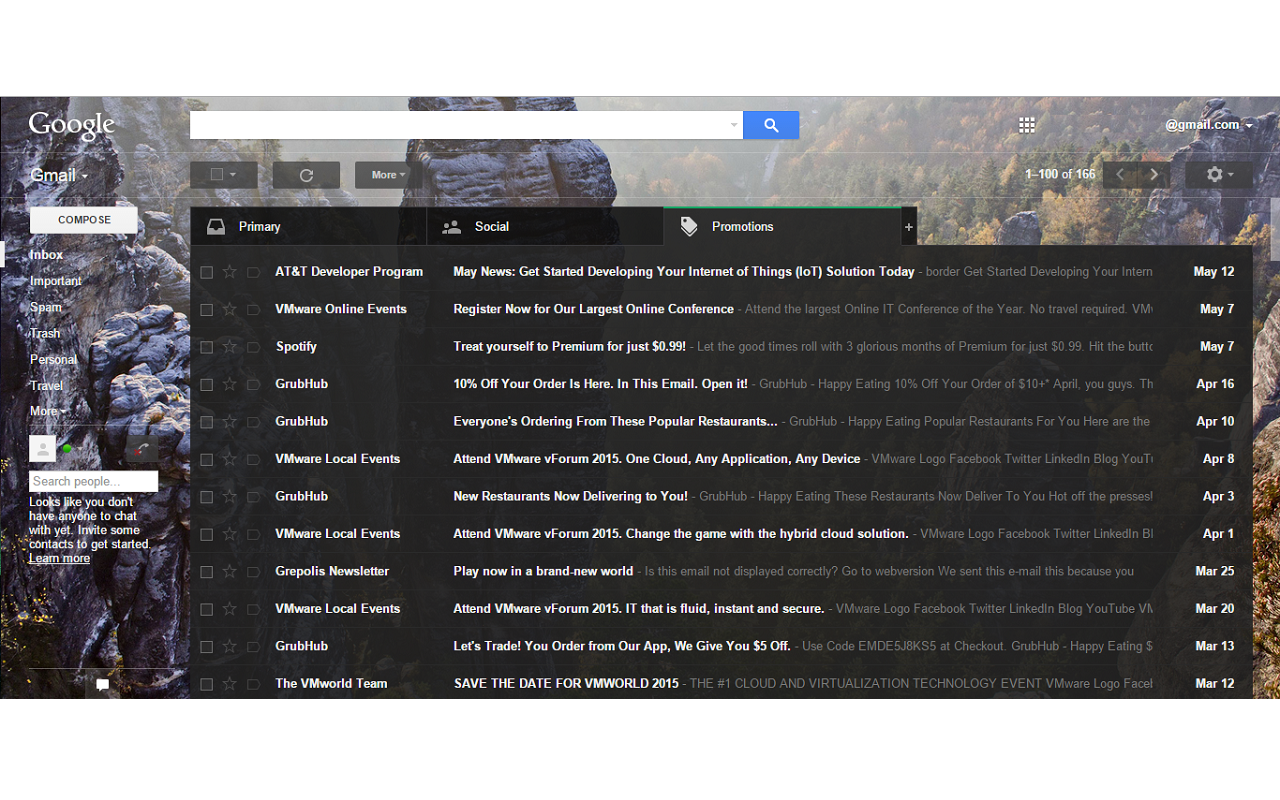 Google
@gmail.com
Gmail
More
1–100 of 166
COMPOSE
Primary
Social
Promotions
+
Inbox
Important
Spam
Trash
Personal
Travel
More
Search people...
Looks like you don't
have anyone to chat
with yet. Invite some
contacts to get started.
Learn more
AT&T Developer Program May News: Get Started Developing Your Internet of Things (IoT) Solution Today - border Get Started Developing Your Intern May 12
VMware Online Events Register Now for Our Largest Online Conference - Attend the largest Online IT Conference of the Year. No travel required. VMw May 7
Spotify Treat yourself to Premium for just $0.99! - Let the good times roll with 3 glorious months of Premium for just $0.99. Hit the butto May 7
GrubHub 10% Off Your Order Is Here. In This Email. Open it! - GrubHub - Happy Eating 10% Off Your Order of $10+* April, you guys. Th Apr 16
GrubHub Everyone's Ordering From These Popular Restaurants... - GrubHub - Happy Eating Popular Restaurants For You Here are the Apr 10
VMware Local Events Attend VMware vForum 2015. One Cloud, Any Application, Any Device - VMware Logo Facebook Twitter LinkedIn Blog YouT Apr 8
GrubHub New Restaurants Now Delivering to You! - GrubHub - Happy Eating These Restaurants Now Deliver To You Hot off the presses! Apr 3
VMware Local Events Attend VMware vForum 2015. Change the game with the hybrid cloud solution. - VMware Logo Facebook Twitter LinkedIn Bl Apr 1
Grepolis Newsletter Play now in a brand-new world - Is this email not displayed correctly? Go to webversion We sent this e-mail this because you Mar 25
VMware Local Events Attend VMware vForum 2015. IT that is fluid, instant and secure. - VMware Logo Facebook Twitter LinkedIn Blog YouTube VM Mar 20
GrubHub Let's Trade! You Order from Our App, We Give You $5 Off. - Use Code EMDE5J8KS5 at Checkout. GrubHub - Happy Eating $ Mar 13
The VMworld Team SAVE THE DATE FOR VMWORLD 2015 - THE #1 CLOUD AND VIRTUALIZATION TECHNOLOGY EVENT VMware Logo Facel Mar 12